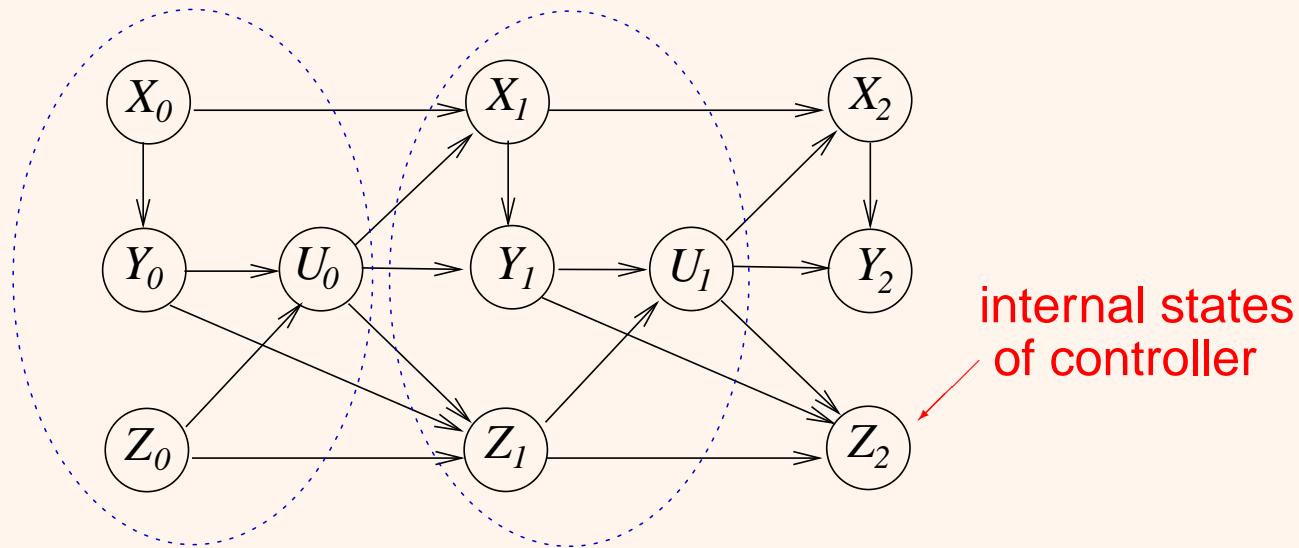 X0 X1 X2
Y0 U0 Y1 U1 Y2
internal states
of controller
Z0 Z1 Z2